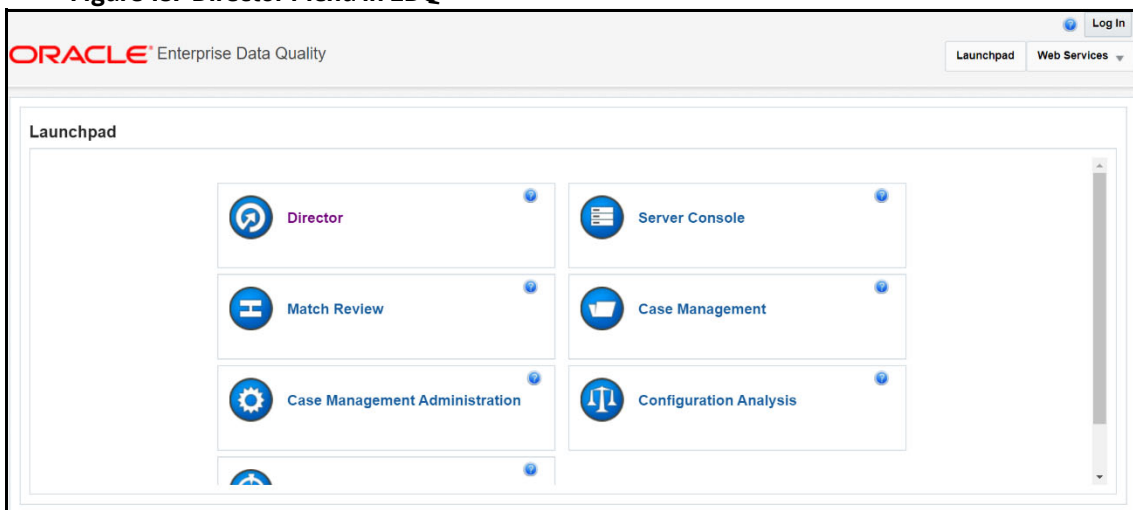 Log In
ORACLE® Enterprise Data Quality
Launchpad Web Services
Launchpad
Director
Server Console
Match Review
Case Management
Case Management Administration
Configuration Analysis